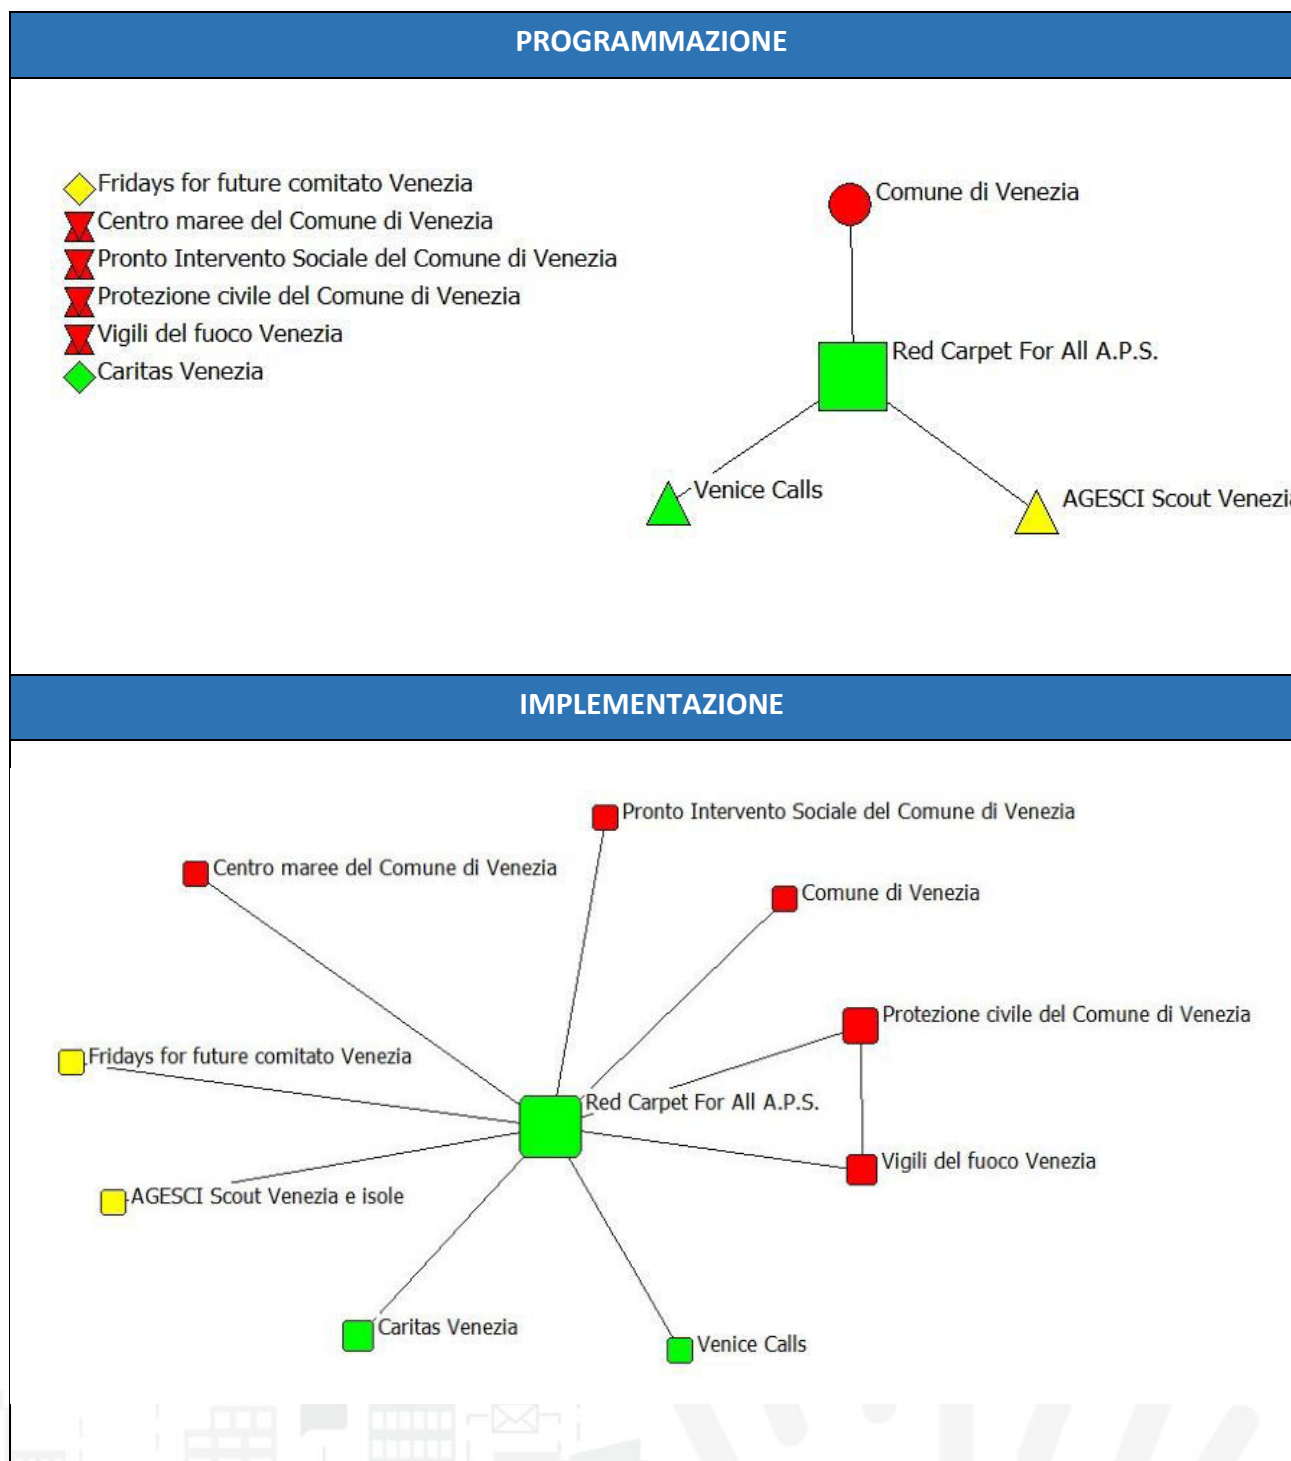 PROGRAMMAZIONE
Fridays for future comitato Venezia
Centro maree del Comune di Venezia
Pronto Intervento Sociale del Comune di Venezia
Protezione civile del Comune di Venezia
Vigili del fuoco Venezia
Caritas Venezia
Comune di Venezia
Red Carpet For All A.P.S.
Venice Calls
AGESCI Scout Venezia
IMPLEMENTAZIONE
Pronto Intervento Sociale del Comune di Venezia
Centro maree del Comune di Venezia
Comune di Venezia
Protezione civile del Comune di Venezia
Fridays for future comitato Venezia
Red Carpet For All A.P.S.
Vigili del fuoco Venezia
AGESCI Scout Venezia e isole
Caritas Venezia
Venice Calls